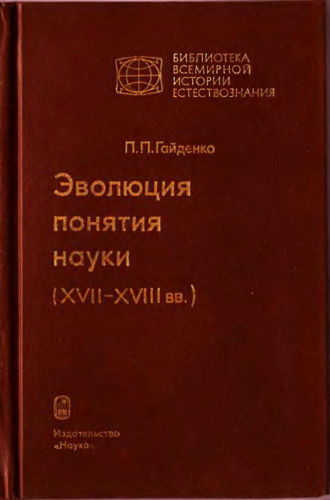 БИБЛИОТЕКА
ВСЕМИРНОЙ
ИСТОРИИ
ЕСТЕСТВОЗНАНИЯ
П. П. Гайденко
Эволюция
понятия
науки
(XVII–XVIII вв.)
Издательство
«Наука»